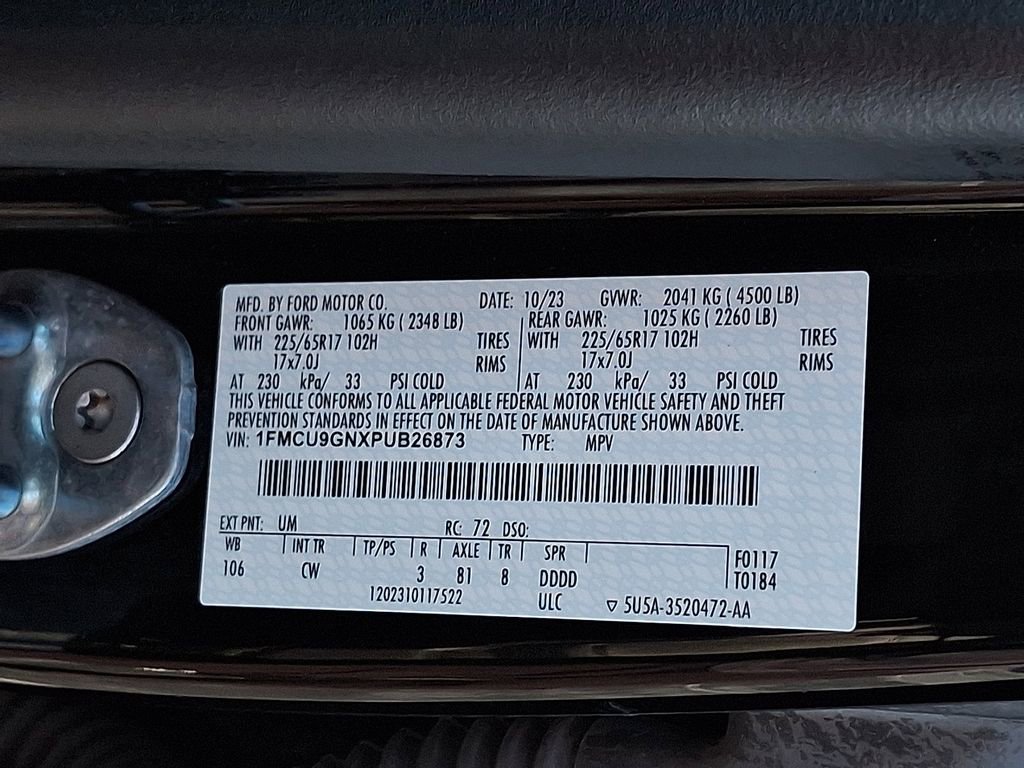 MFD. BY FORD MOTOR CO. DATE: 10/23 GVWR: 2041 KG ( 4500 LB)
FRONT GAWR: 1065 KG ( 2348 LB) REAR GAWR: 1025 KG ( 2260 LB)
WITH 225/65R17 102H TIRES WITH 225/65R17 102H TIRES
17x7.0J RIMS 17x7.0J RIMS
AT 230 kPa/ 33 PSI COLD AT 230 kPa/ 33 PSI COLD
THIS VEHICLE CONFORMS TO ALL APPLICABLE FEDERAL MOTOR VEHICLE SAFETY AND THEFT
PREVENTION STANDARDS IN EFFECT ON THE DATE OF MANUFACTURE SHOWN ABOVE.
VIN: 1FMCU9GNXPUB26873 TYPE: MPV
EXT PNT: UM RC: 72 DSO:
WB INT TR TP/PS R AXLE TR SPR F0117
106 CW 3 81 8 DDDD T0184
1202310117522 ULC ▽ 5U5A-3520472-AA